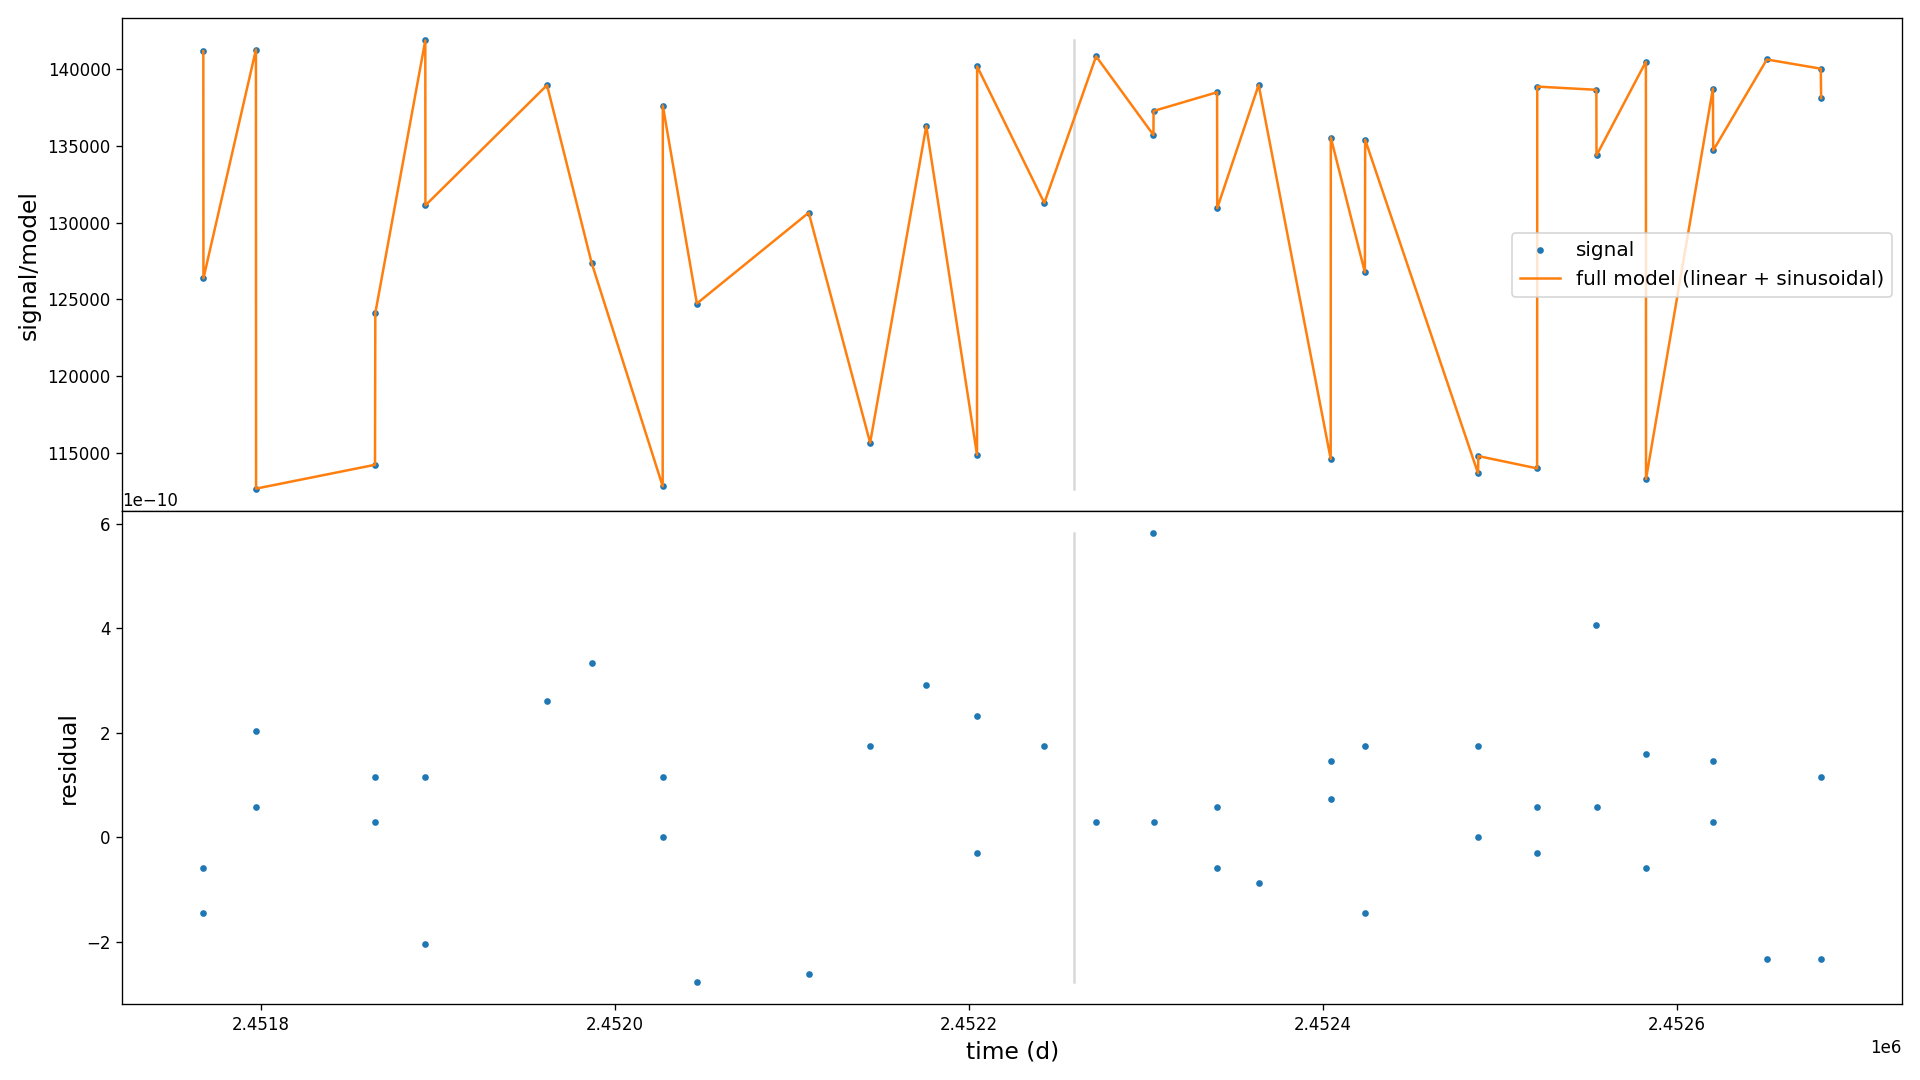 140000
135000
130000
125000
120000
115000
signal/model
signal
full model (linear + sinusoidal)
1e−10
6
4
2
0
−2
residual
2.4518
2.4520
2.4522
2.4524
2.4526
time (d)
1e6